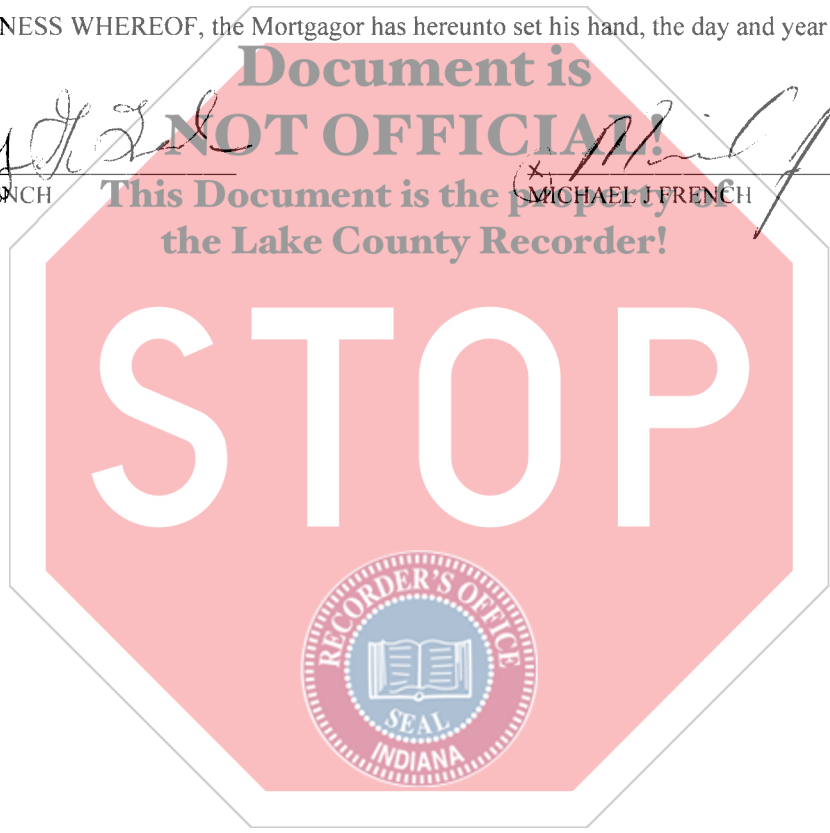 NESS WHEREOF, the Mortgagor has hereunto set his hand, the day and year
Document is
NOT OFFICIAL!
This Document is the property of
the Lake County Recorder!
NCH
MICHAEL J FRENCH
STOP
RECORDER'S OFFICE
SEAL
INDIANA